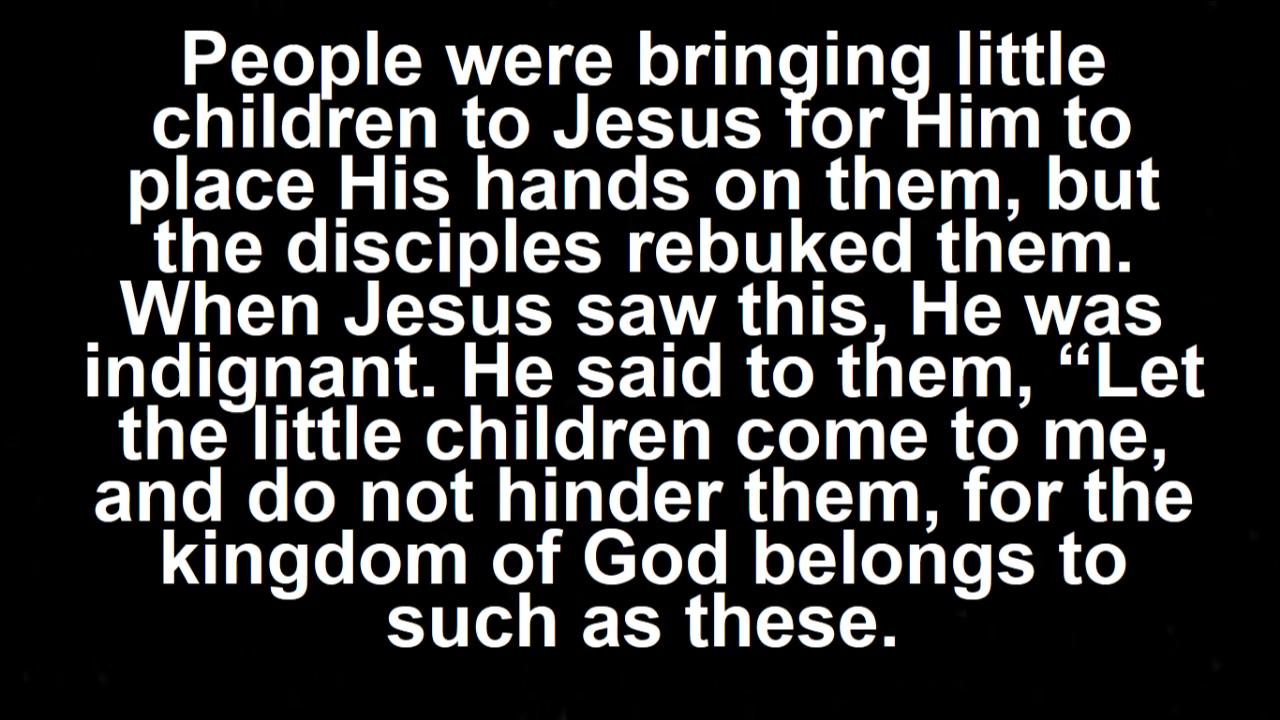 People were bringing little
children to Jesus for Him to
place His hands on them, but
the disciples rebuked them.
When Jesus saw this, He was
indignant. He said to them, “Let
the little children come to me,
and do not hinder them, for the
kingdom of God belongs to
such as these.